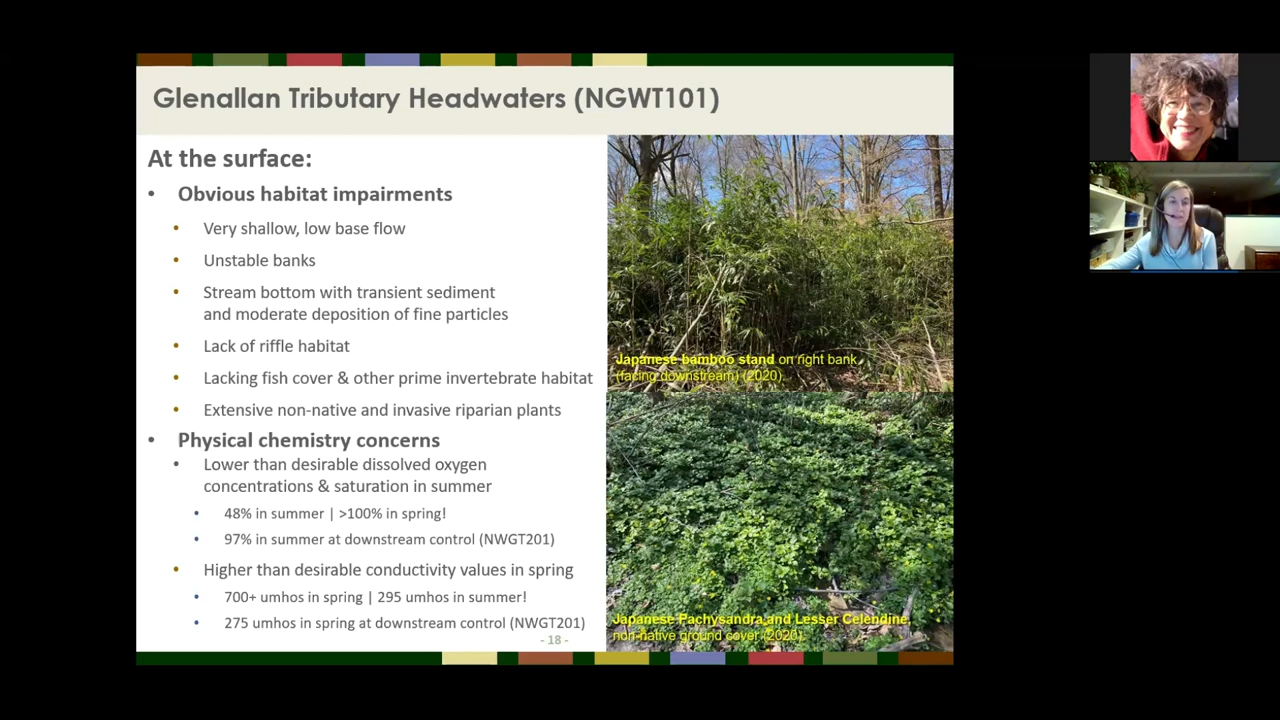 Glenallan Tributary Headwaters (NGWT101)
At the surface:
• Obvious habitat impairments
• Very shallow, low base flow
• Unstable banks
• Stream bottom with transient sediment
and moderate deposition of fine particles
• Lack of riffle habitat
• Lacking fish cover & other prime invertebrate habitat
• Extensive non-native and invasive riparian plants
• Physical chemistry concerns
• Lower than desirable dissolved oxygen
concentrations & saturation in summer
• 48% in summer | >100% in spring!
• 97% in summer at downstream control (NWGT201)
• Higher than desirable conductivity values in spring
• 700+ umhos in spring | 295 umhos in summer!
• 275 umhos in spring at downstream control (NWGT201)
- 18 -
Japanese bamboo stand on right bank
(facing downstream) (2020).
Japanese Pachysandra and Lesser Celendine,
non-native ground cover (2020).